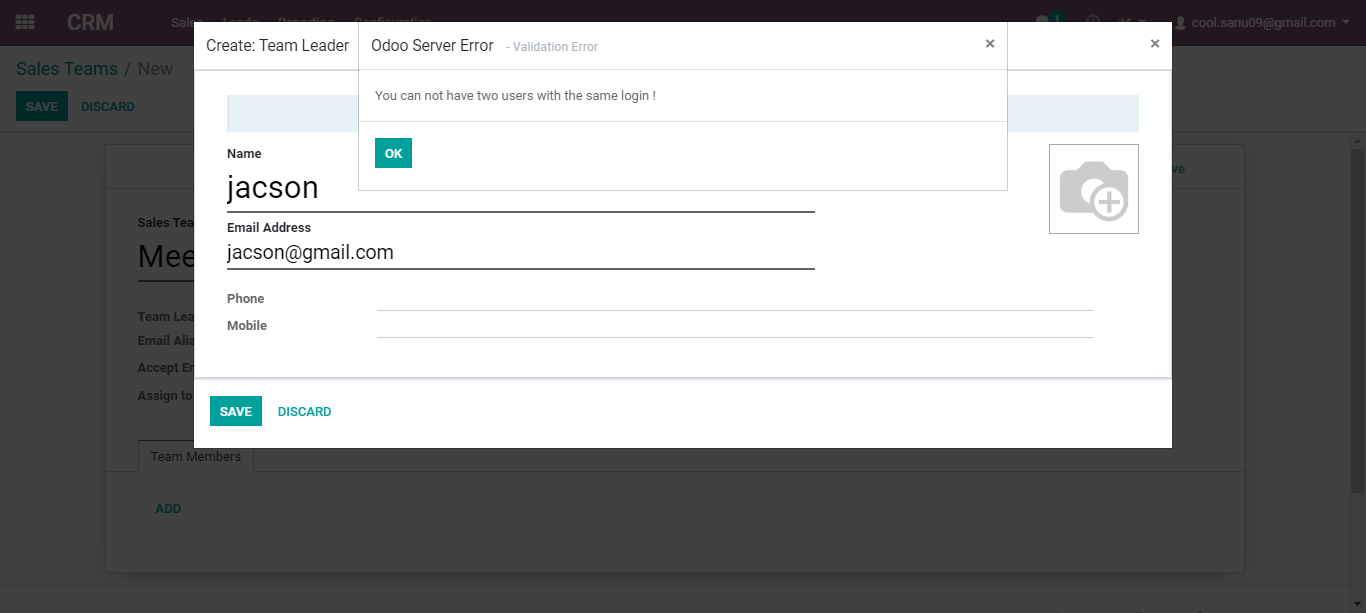 CRM Sales Leads Reporting Configuration 1 cool.sanu09@gmail.com
Create: Team Leader
Odoo Server Error - Validation Error × ×
Sales Teams / New
SAVE DISCARD
You can not have two users with the same login !
OK
Name
jacson
ve
Sales Tea
Email Address
Mee
jacson@gmail.com
Phone
Team Lea
Mobile
Email Alia
Accept Em
Assign to
SAVE DISCARD
Team Members
ADD